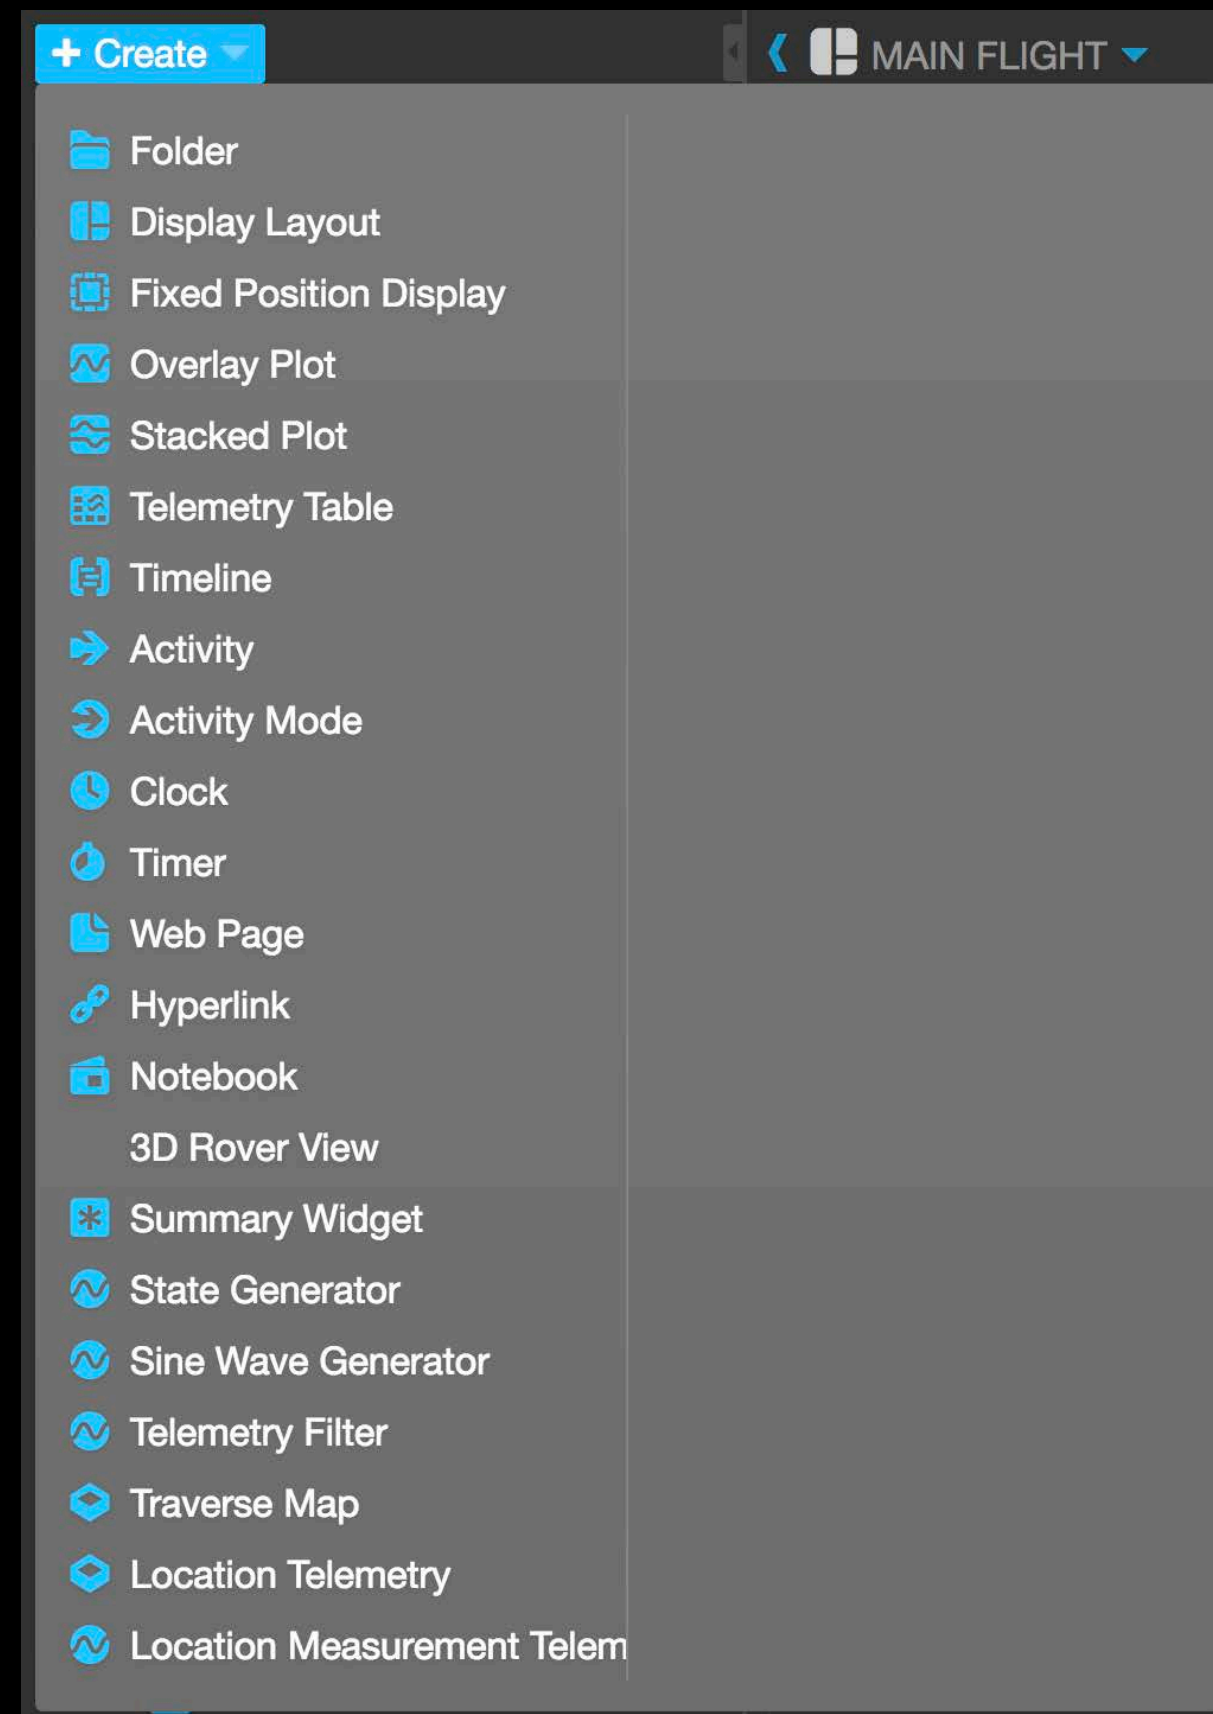 + Create
MAIN FLIGHT
Folder
Display Layout
Fixed Position Display
Overlay Plot
Stacked Plot
Telemetry Table
Timeline
Activity
Activity Mode
Clock
Timer
Web Page
Hyperlink
Notebook
3D Rover View
Summary Widget
State Generator
Sine Wave Generator
Telemetry Filter
Traverse Map
Location Telemetry
Location Measurement Telem